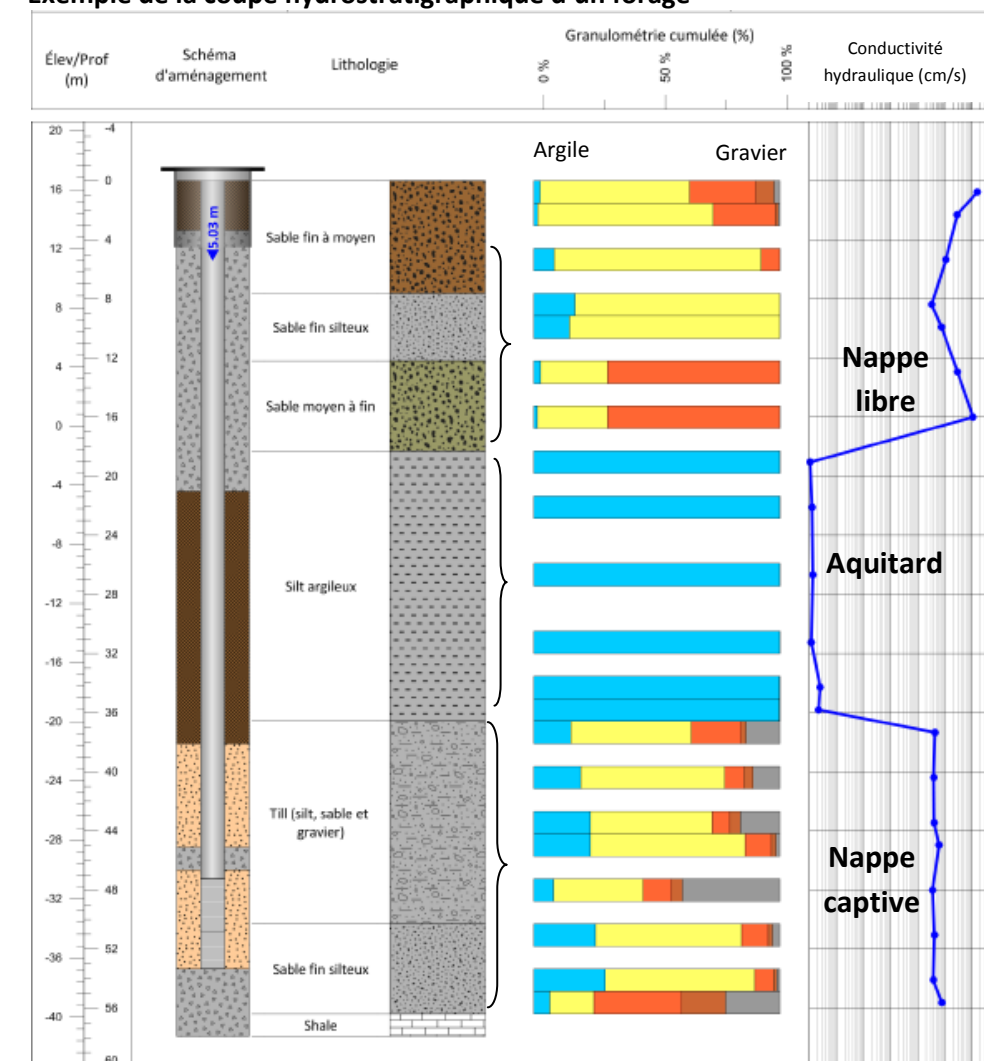 Exemple de la coupe hydrostratigraphique d'un forage
Élev/Prof
(m)
Schéma
d'aménagement
Lithologie
Granulométrie cumulée (%)
0 %
50 %
100 %
Conductivité
hydraulique (cm/s)
20
-4
16
0
12
4
8
8
4
12
0
16
-4
20
-8
24
-12
28
-16
32
-20
36
-24
40
-28
44
-32
48
-36
52
-40
56
60
5.03 m
Sable fin à moyen
Sable fin silteux
Sable moyen à fin
Silt argileux
Till (silt, sable et
gravier)
Sable fin silteux
Shale
Argile
Gravier
Nappe
libre
Aquitard
Nappe
captive